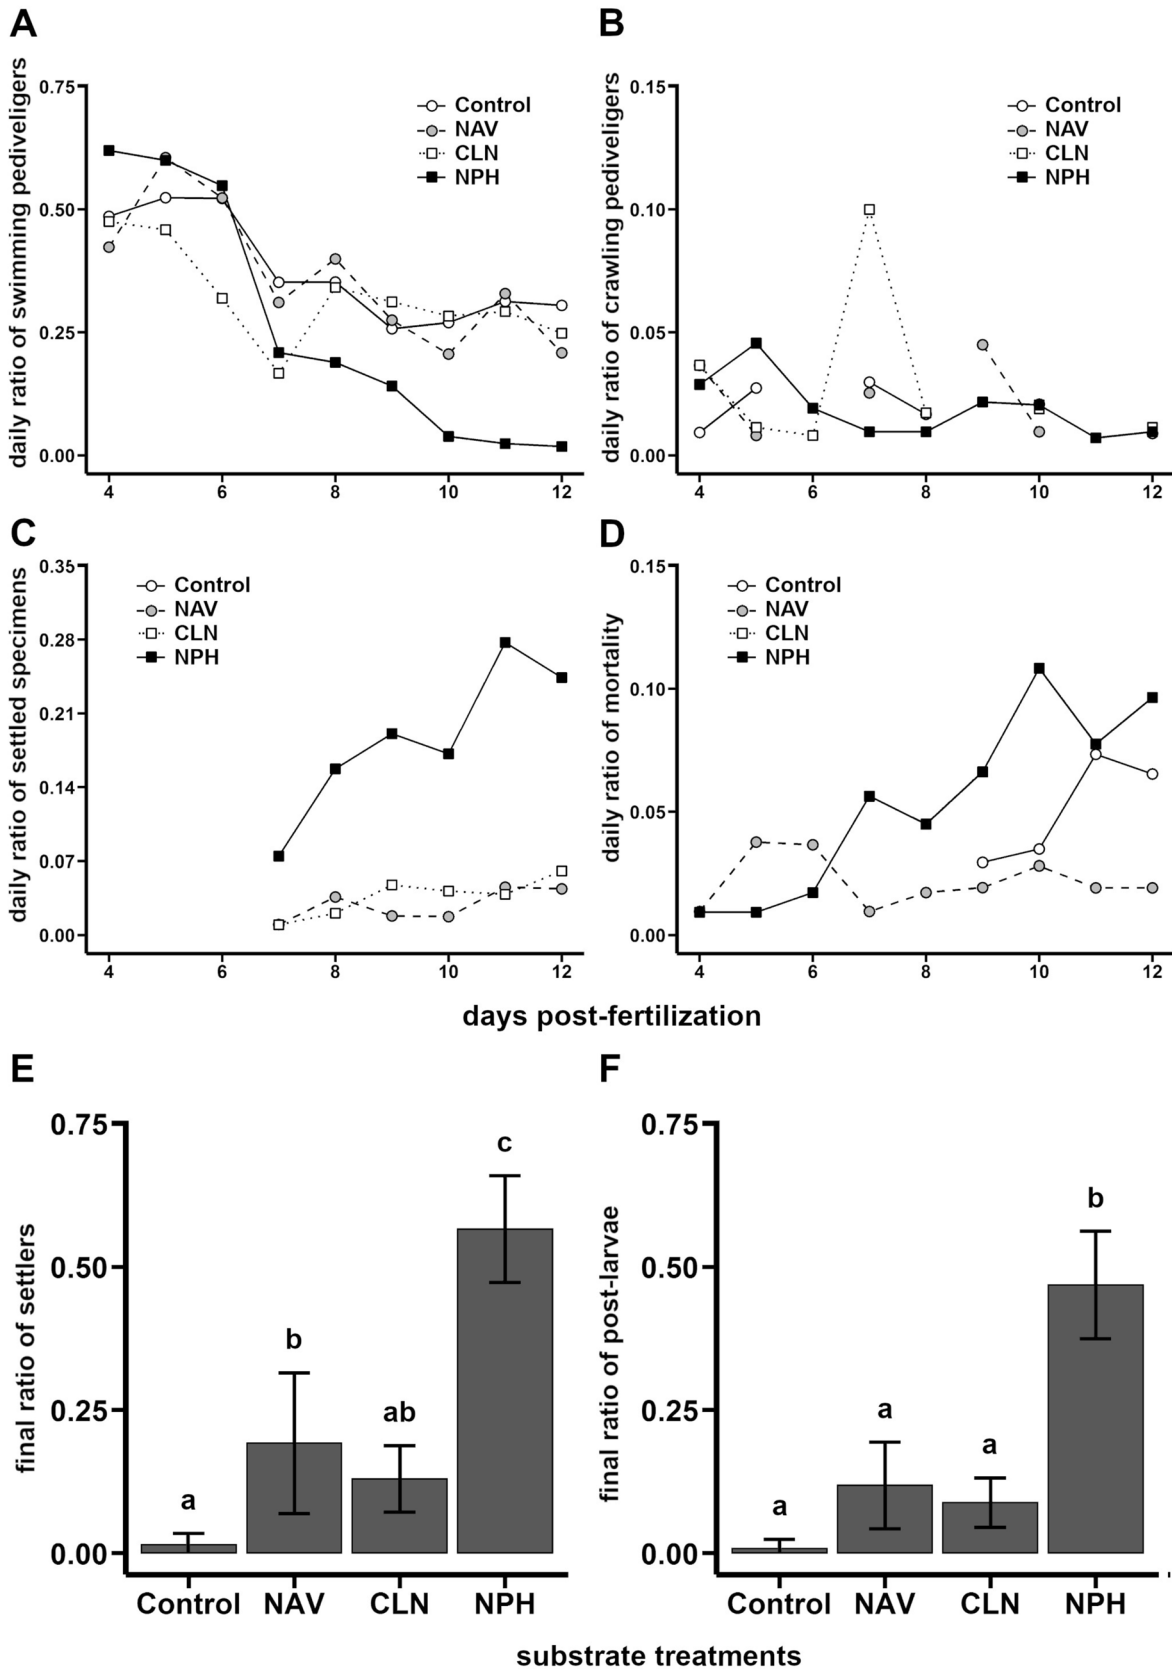 A
daily ratio of swimming pediveligers
0.75
0.50
0.25
0.00
Control
NAV
CLN
NPH
4 6 8 10 12
B
daily ratio of crawling pediveligers
0.15
0.10
0.05
0.00
Control
NAV
CLN
NPH
4 6 8 10 12
C
daily ratio of settled specimens
0.35
0.28
0.21
0.14
0.07
0.00
Control
NAV
CLN
NPH
4 6 8 10 12
D
daily ratio of mortality
0.15
0.10
0.05
0.00
Control
NAV
CLN
NPH
4 6 8 10 12
days post-fertilization
E
final ratio of settlers
0.75
0.50
0.25
0.00
a
b
ab
c
Control NAV CLN NPH
F
final ratio of post-larvae
0.75
0.50
0.25
0.00
a
a
a
b
Control NAV CLN NPH
substrate treatments